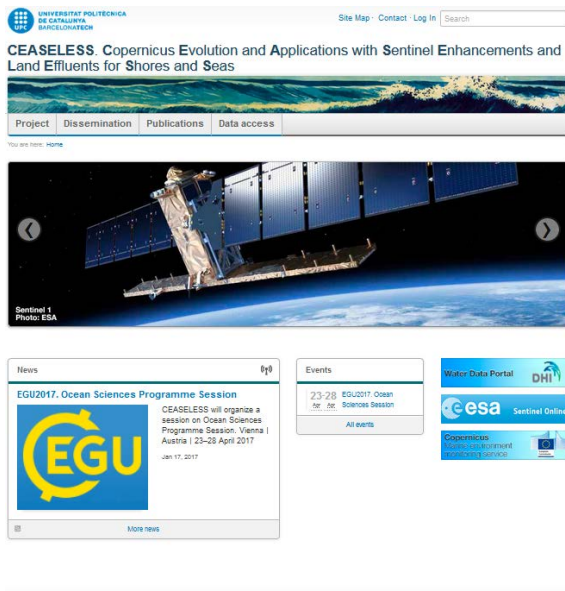 UNIVERSITAT POLITÈCNICA
DE CATALUNYA
BARCELONATECH
UPC
Site Map · Contact · Log In
Search
CEASELESS. Copernicus Evolution and Applications with Sentinel Enhancements and
Land Effluents for Shores and Seas
Project Dissemination Publications Data access
You are here: Home
Sentinel 1
Photo: ESA
News
EGU2017. Ocean Sciences Programme Session
EGU
CEASELESS will organize a
session on Ocean Sciences
Programme Session. Vienna |
Austria | 23–28 April 2017
Jan 17, 2017
More news
Events
23-28
Apr Apr
EGU2017. Ocean
Sciences Session
All events
Water Data Portal
DHI
esa Sentinel Online
Copernicus
Marine environment
monitoring service